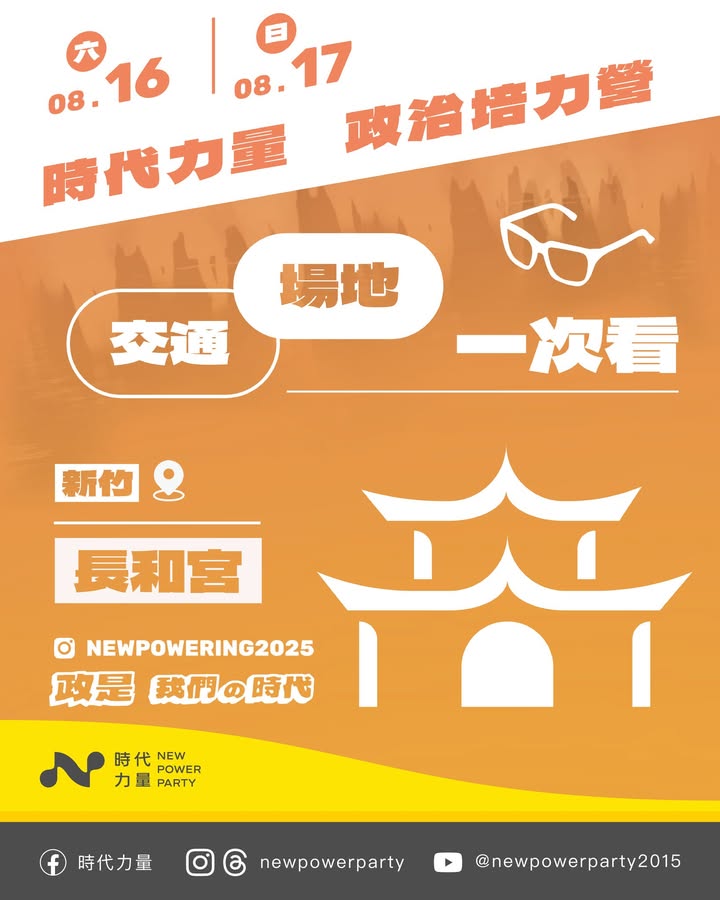 六
08.16
日
08.17
時代力量 政治培力營
場地
交通
一次看
新竹
長和宮
NEWPOWERING2025
政是 我們の時代
時代力量
NEW POWER PARTY
時代力量
newpowerparty
@newpowerparty2015